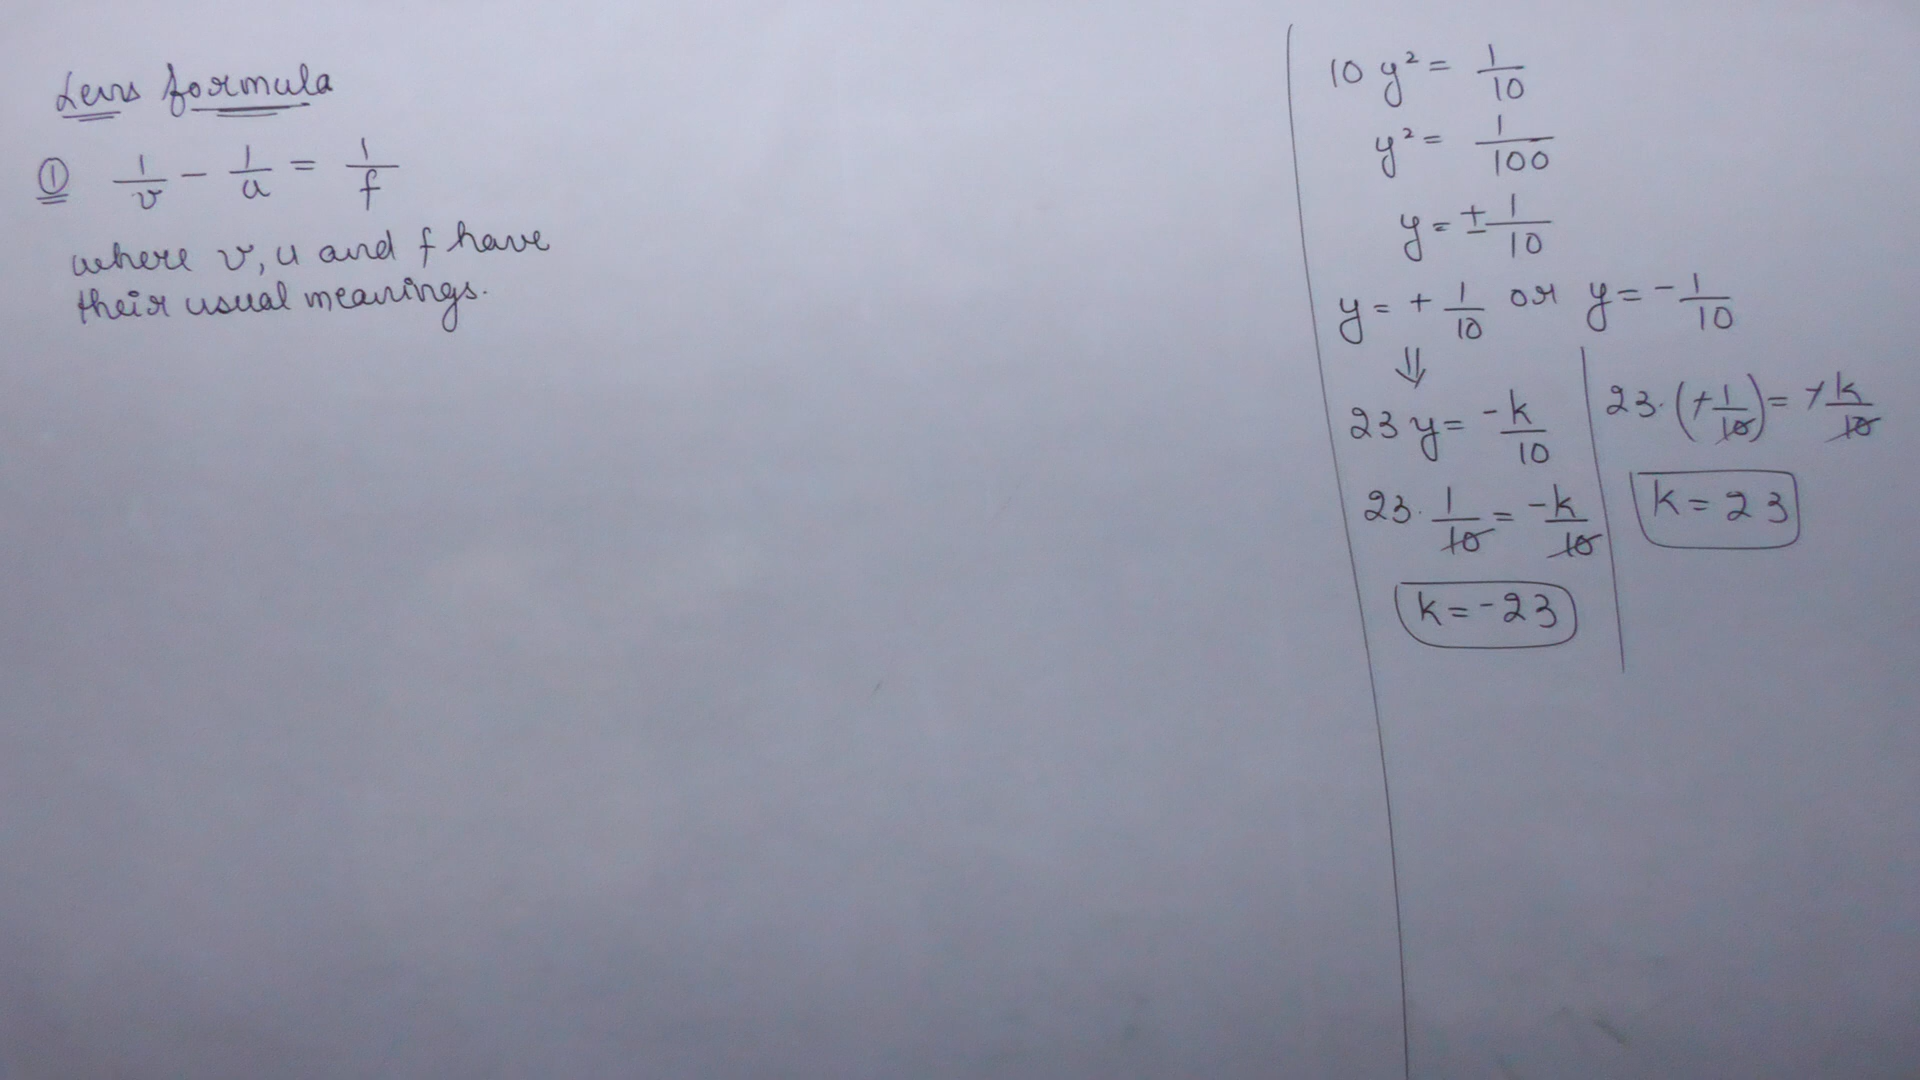 Lens formula
① 1/v - 1/u = 1/f
where v, u and f have
their usual meanings.
10 y² = 1/10
y² = 1/100
y = ± 1/10
y = + 1/10 or y = - 1/10
⇓
23 y = -k/10
23 · 1/10 = -k/10
k = -23
23 · (+1/10) = +k/10
k = 23